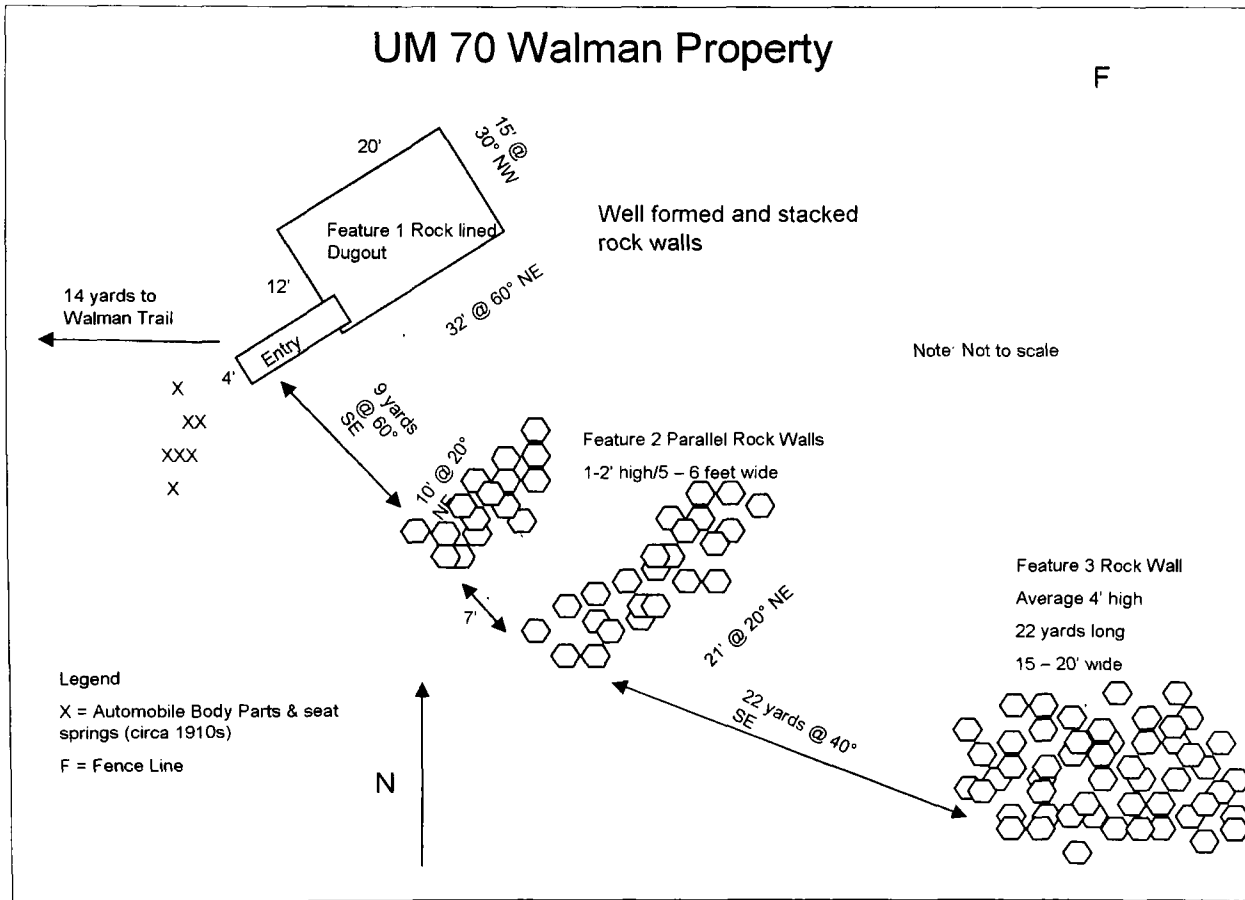 UM 70 Walman Property
F
20'
15' @
30° NW
Feature 1 Rock lined
Dugout
Well formed and stacked
rock walls
12'
14 yards to
Walman Trail
32' @ 60° NE
Entry
4'
Note: Not to scale
X
XX
XXX
X
9 yards
@ 60°
SE
10' @ 20°
NE
Feature 2 Parallel Rock Walls
1-2' high/5 – 6 feet wide
7'
21' @ 20° NE
Feature 3 Rock Wall
Average 4' high
22 yards long
15 – 20' wide
22 yards @ 40°
SE
Legend
X = Automobile Body Parts & seat
springs (circa 1910s)
F = Fence Line
N